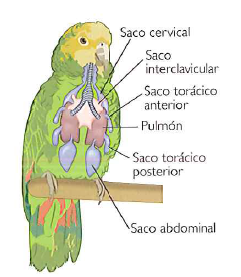 Saco cervical
Saco
interclavicular
Saco torácico
anterior
Pulmón
Saco torácico
posterior
Saco abdominal